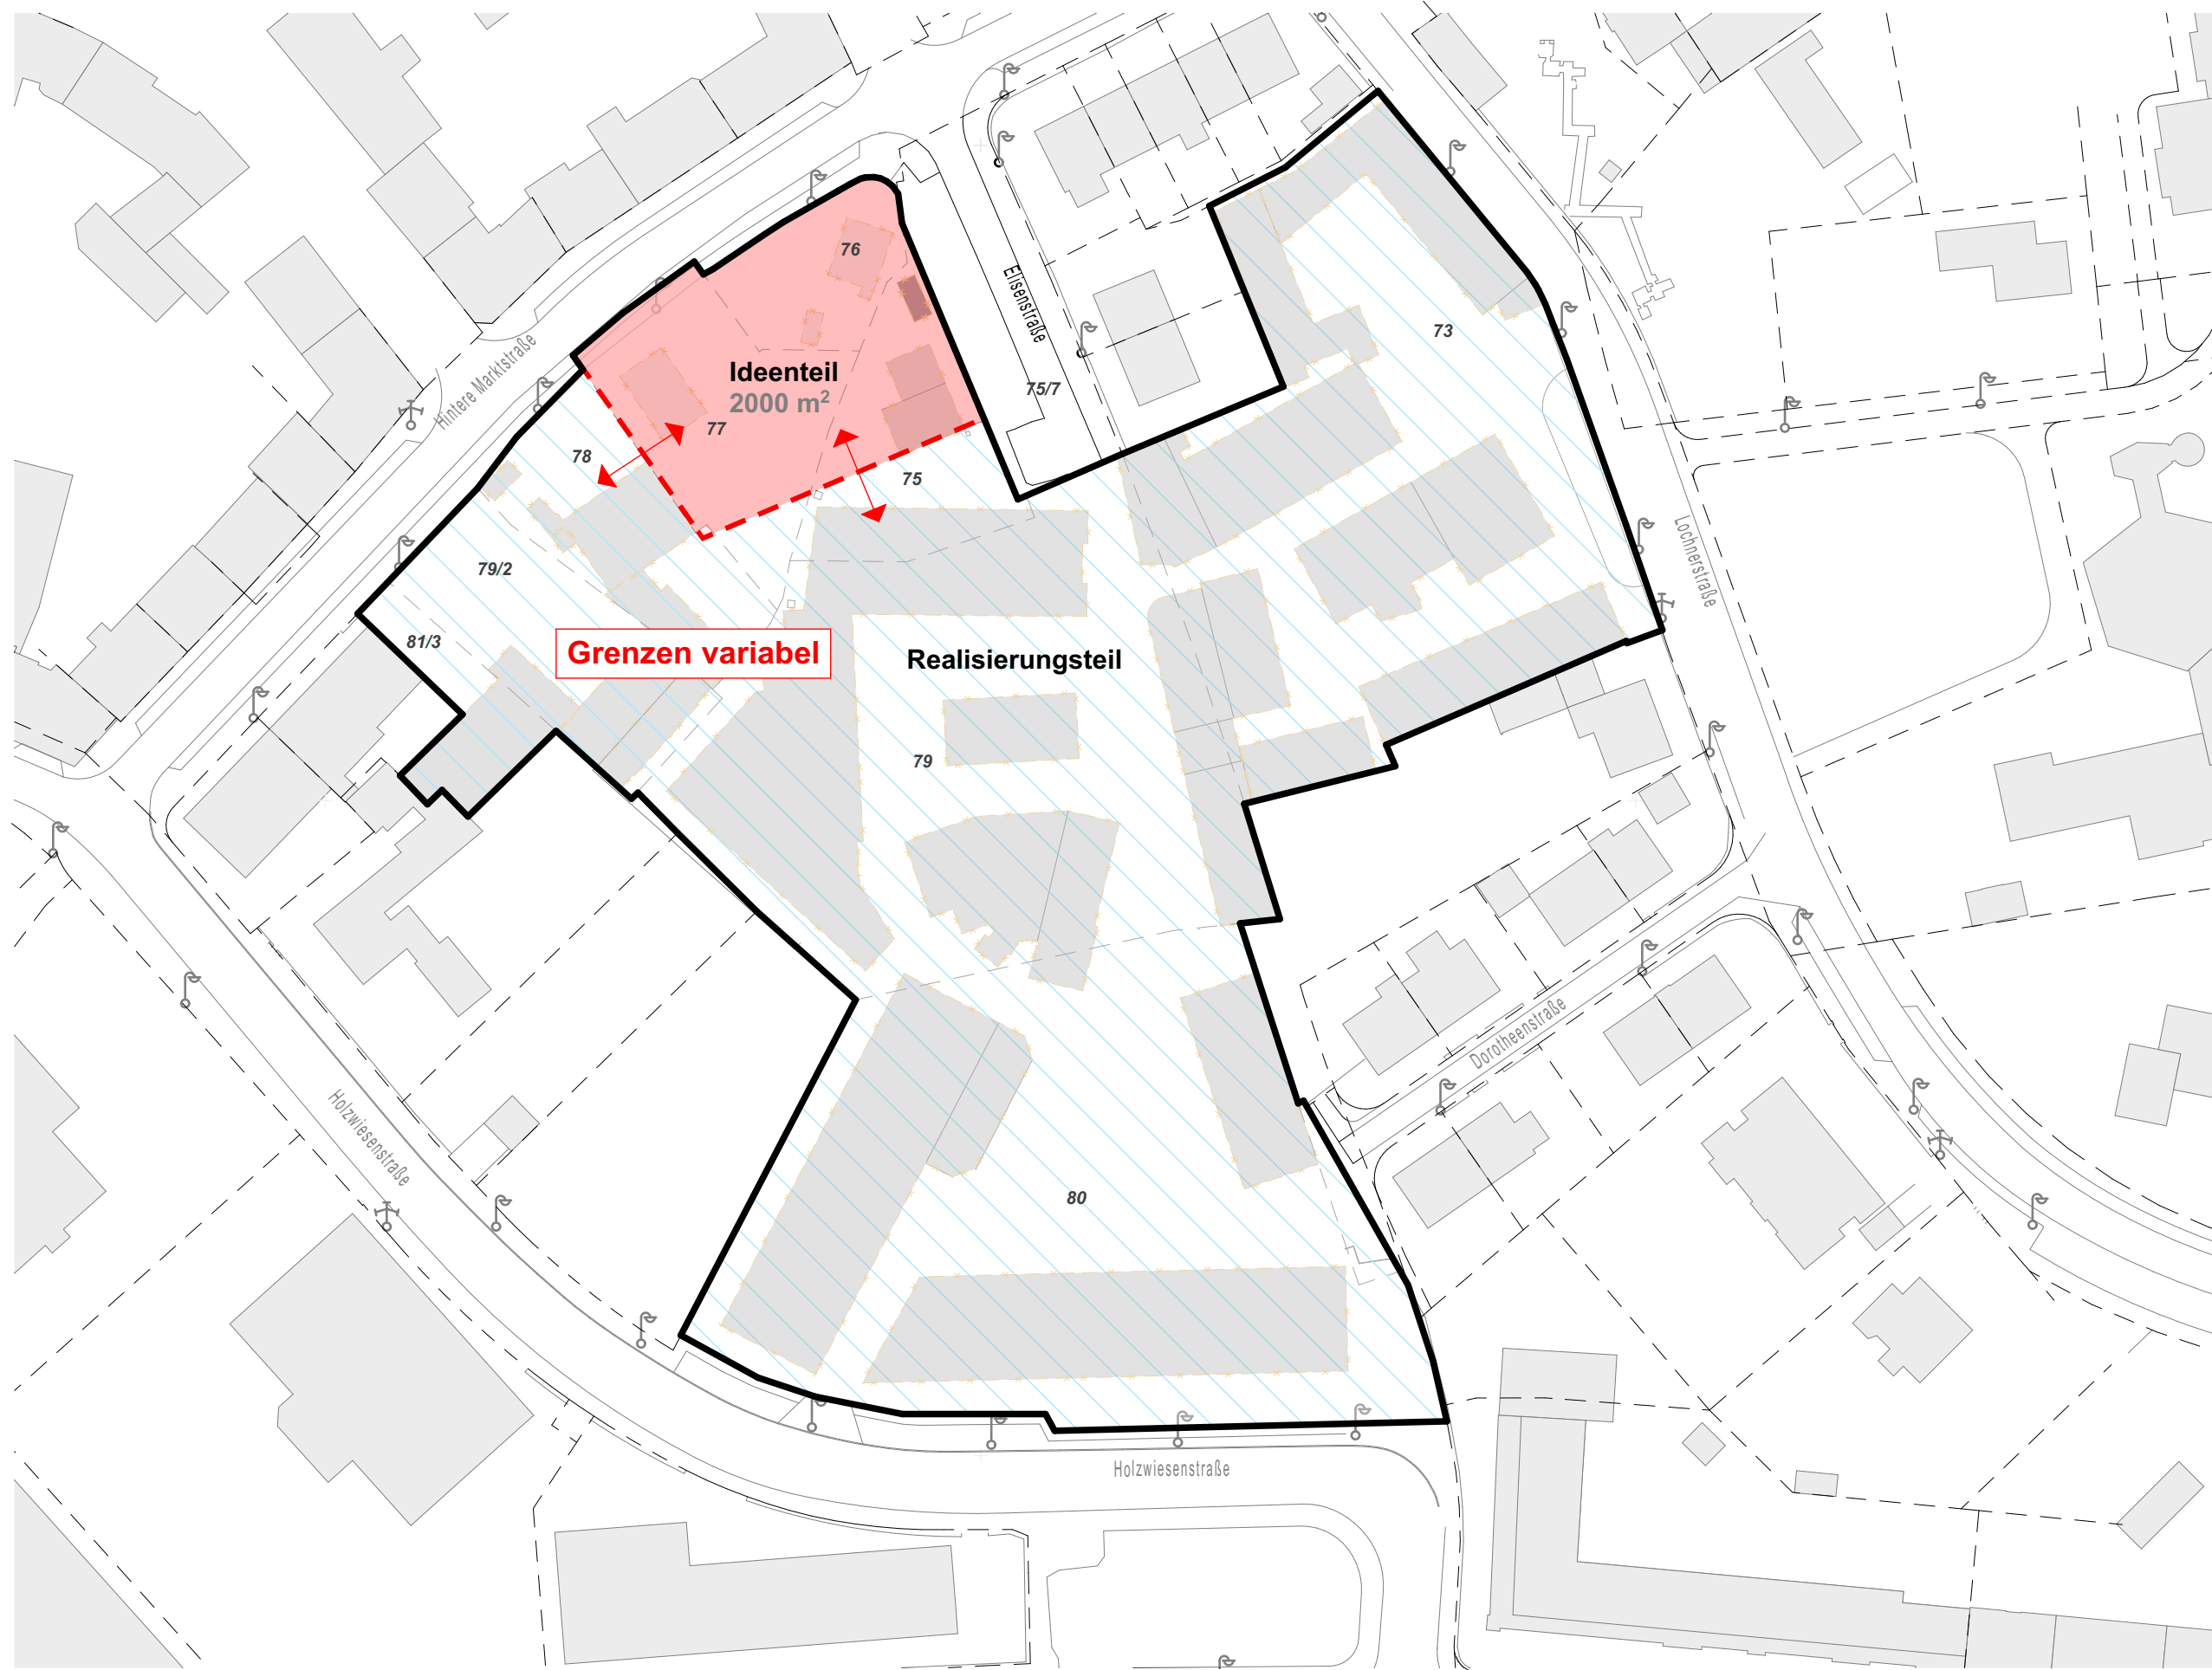 76
Elisenstraße
73
Hintere Marktstraße
Ideenteil
2000 m²
75/7
77
78
75
Lochnerstraße
79/2
81/3
Grenzen variabel
Realisierungsteil
79
Dorotheenstraße
Holzwiesenstraße
80
Holzwiesenstraße